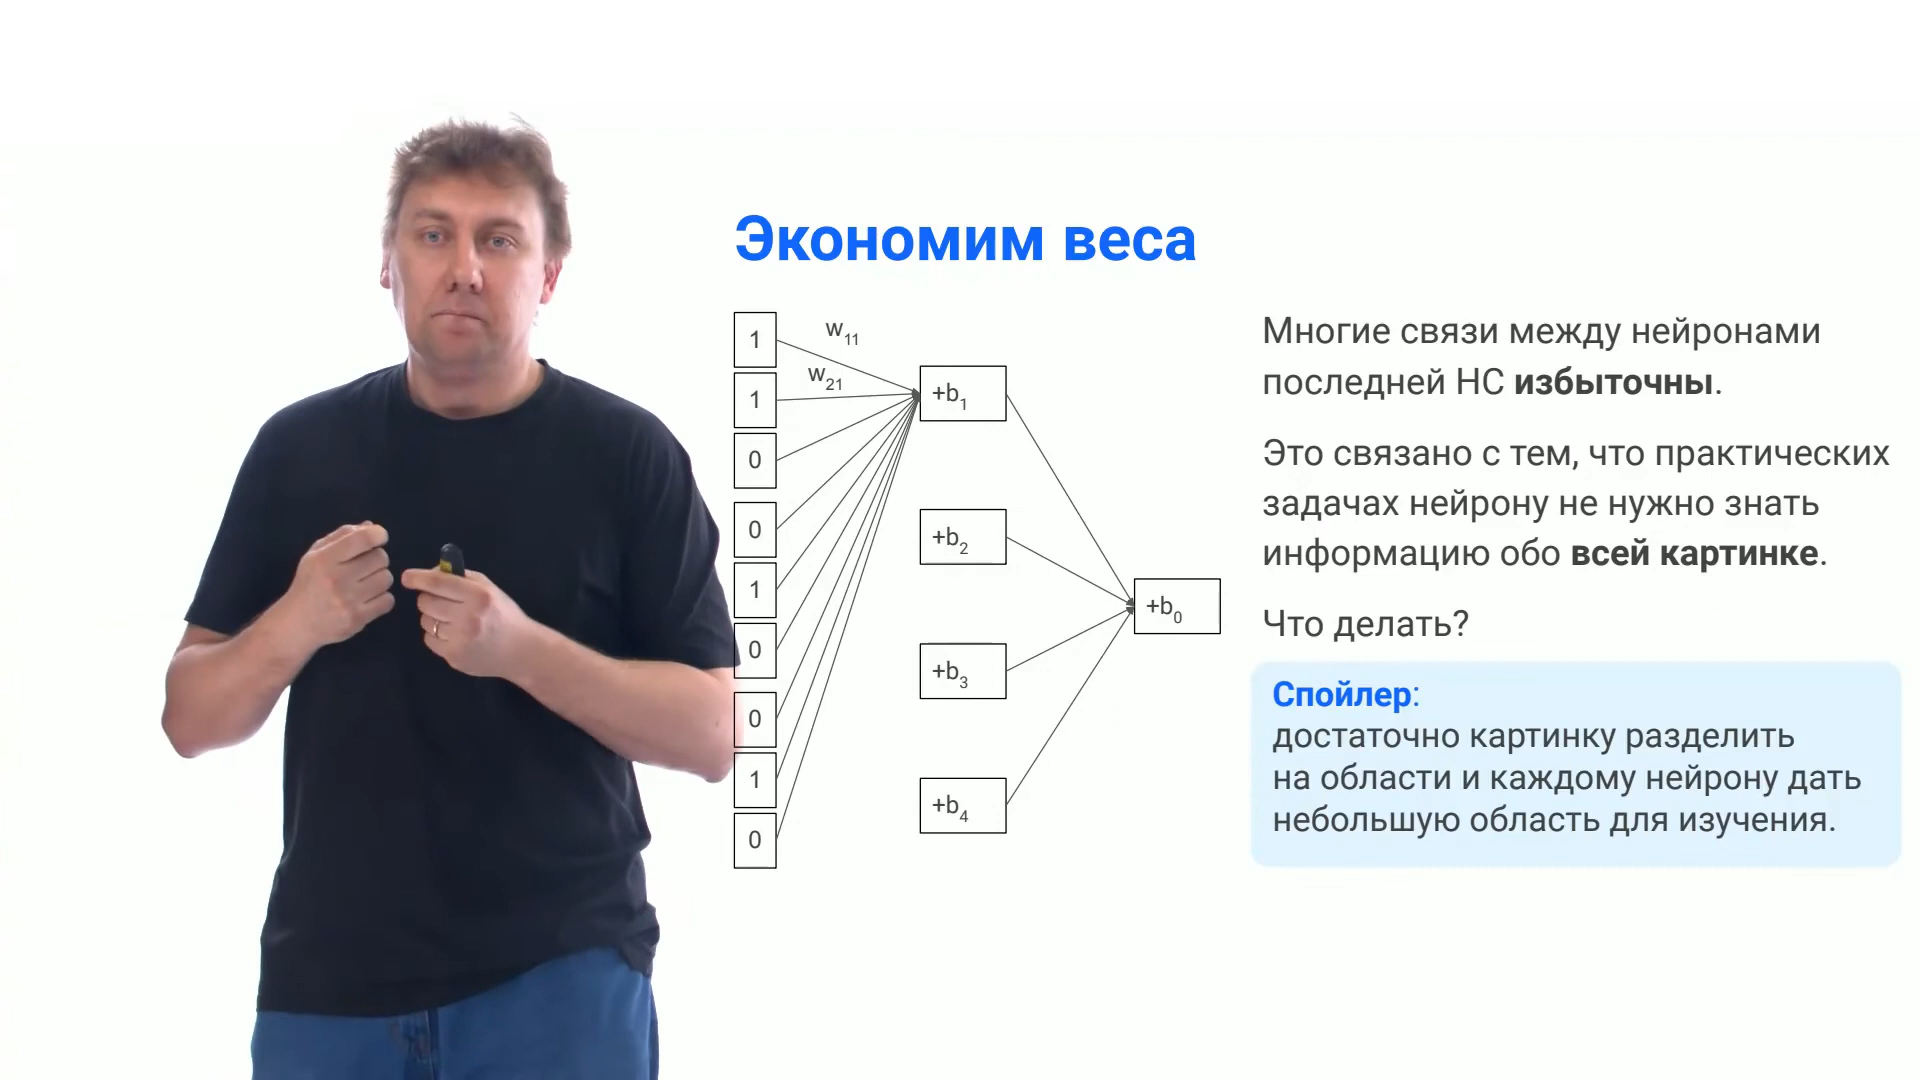 Экономим веса
1
1
0
0
1
0
0
1
0
w11
w21
+b1
+b2
+b3
+b4
+b0
Многие связи между нейронами
последней НС избыточны.
Это связано с тем, что практических
задачах нейрону не нужно знать
информацию обо всей картинке.
Что делать?
Спойлер:
достаточно картинку разделить
на области и каждому нейрону дать
небольшую область для изучения.